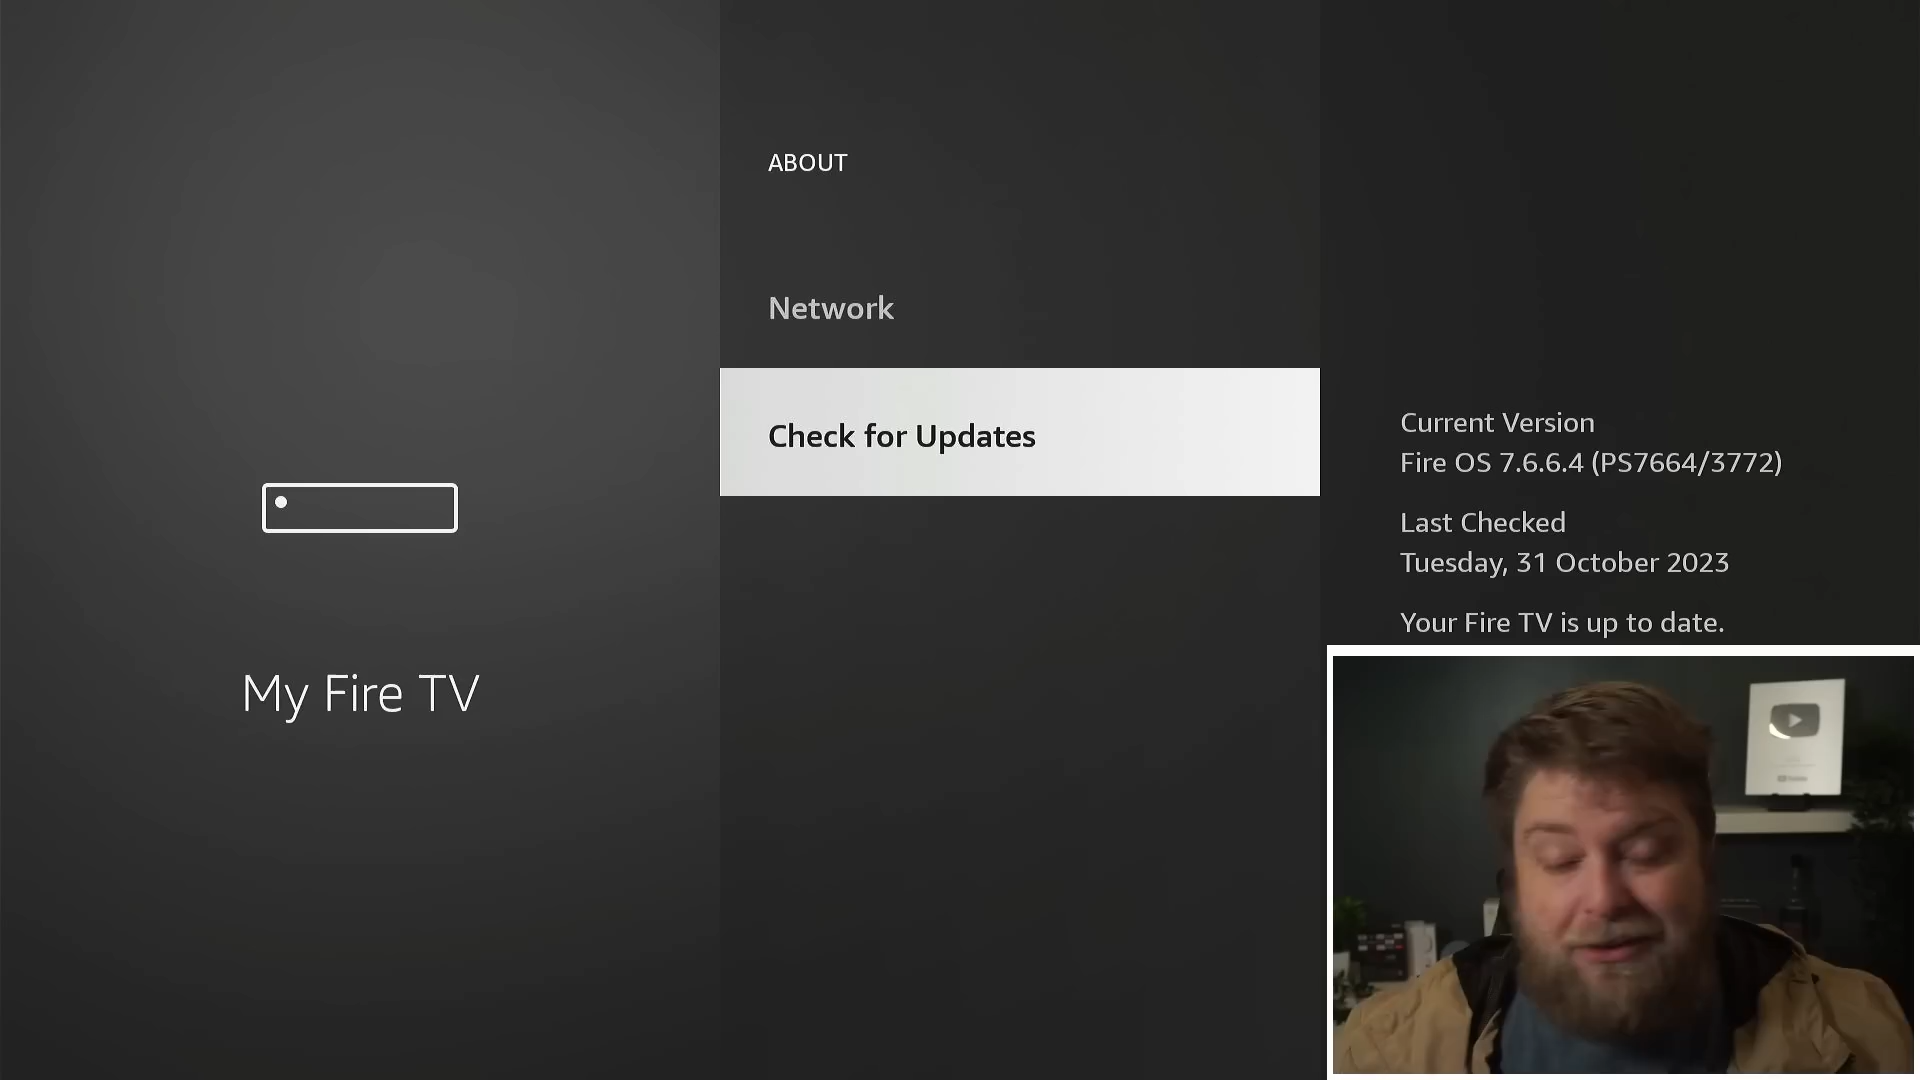 ABOUT
Network
Check for Updates
My Fire TV
Current Version
Fire OS 7.6.6.4 (PS7664/3772)
Last Checked
Tuesday, 31 October 2023
Your Fire TV is up to date.